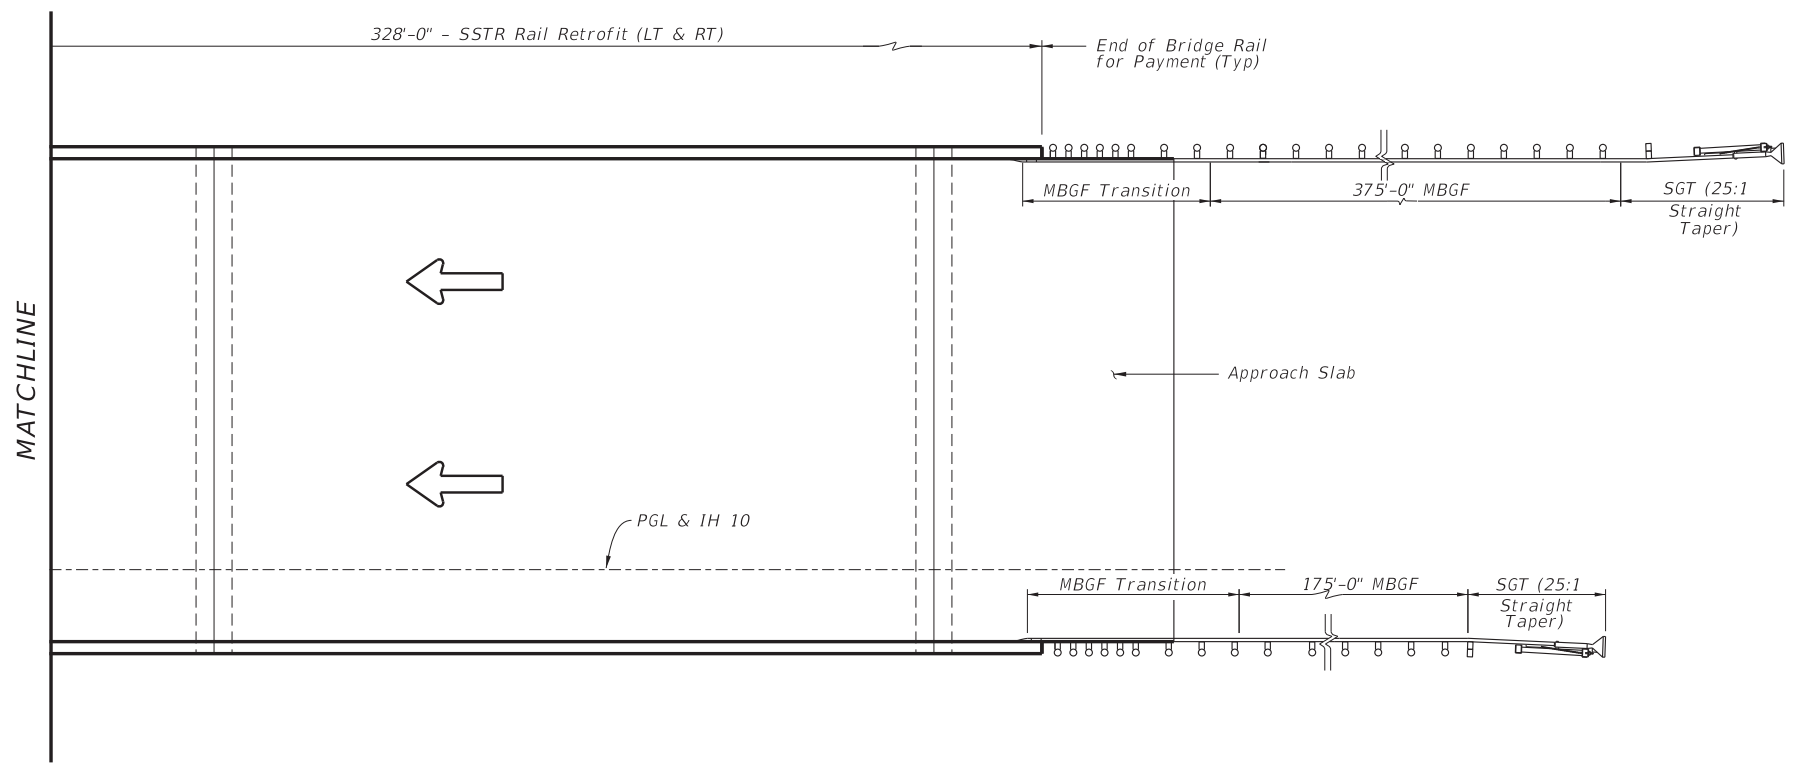 328'-0" - SSTR Rail Retrofit (LT & RT)
End of Bridge Rail
for Payment (Typ)
MBGF Transition
375'-0" MBGF
SGT (25:1
Straight
Taper)
MATCHLINE
Approach Slab
PGL & IH 10
MBGF Transition
175'-0" MBGF
SGT (25:1
Straight
Taper)